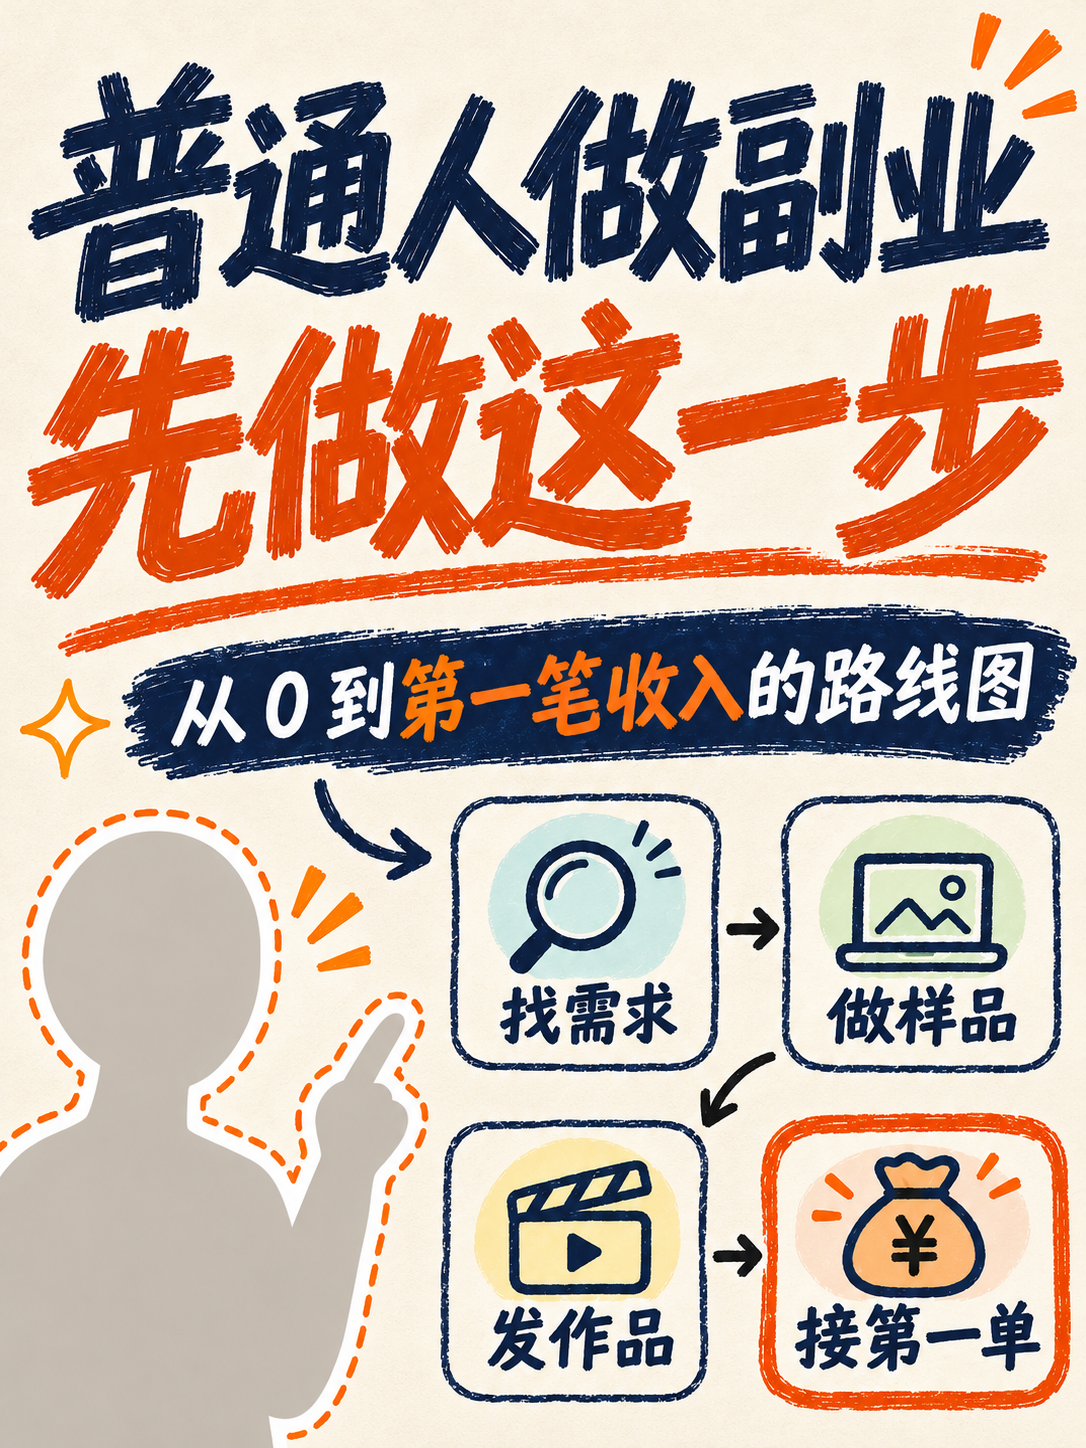 普通人做副业
先做这一步
从0到第一笔收入的路线图
找需求
做样品
发作品
¥
接第一单